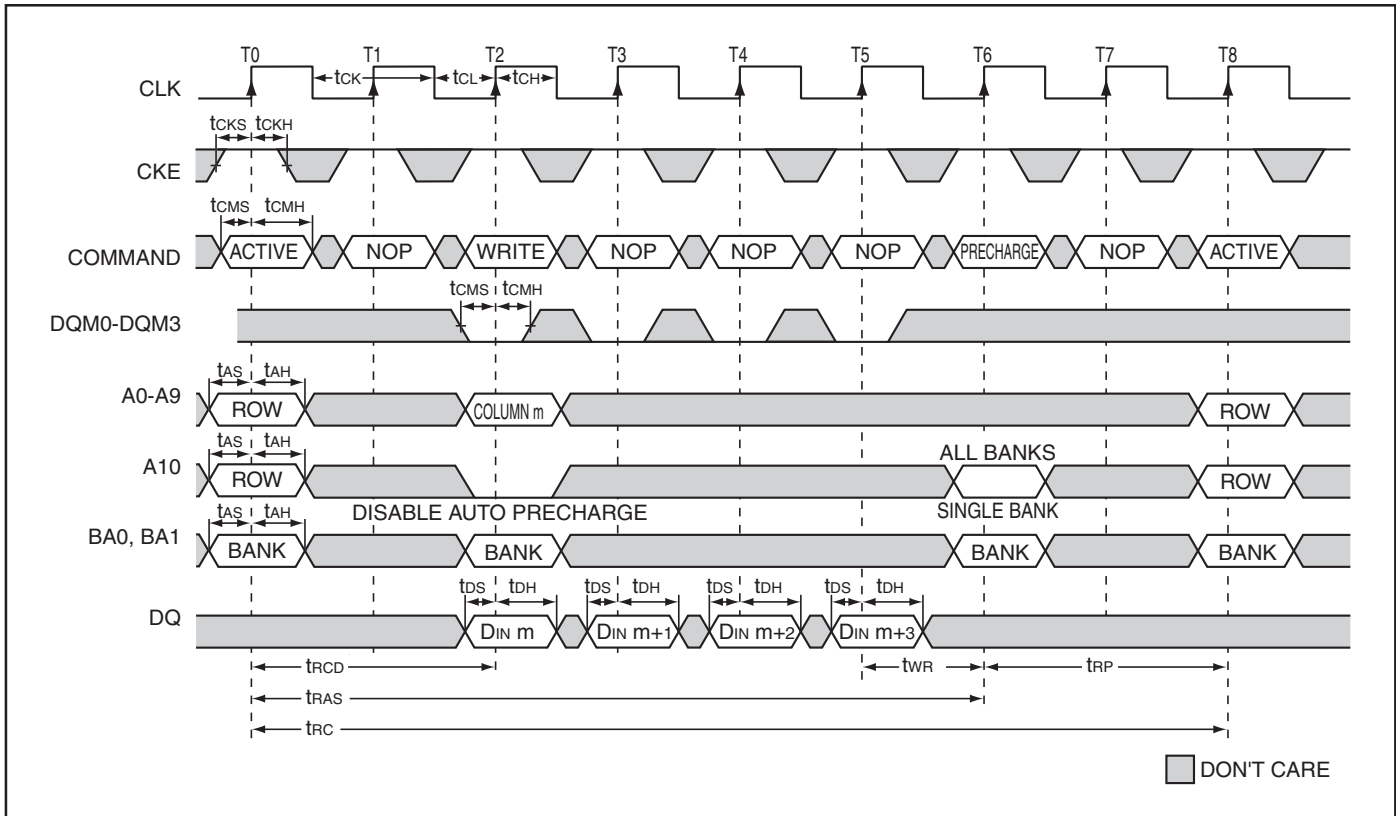 T0 T1 T2 T3 T4 T5 T6 T7 T8
CLK tCK tCL tCH
tCKS tCKH
CKE
tCMS tCMH
COMMAND ACTIVE NOP WRITE NOP NOP NOP PRECHARGE NOP ACTIVE
tCMS tCMH
DQM0-DQM3
tAS tAH
A0-A9 ROW COLUMN m ROW
tAS tAH ALL BANKS
A10 ROW ROW
tAS tAH DISABLE AUTO PRECHARGE SINGLE BANK
BA0, BA1 BANK BANK BANK BANK
tDS tDH tDS tDH tDS tDH tDS tDH
DQ DIN m DIN m+1 DIN m+2 DIN m+3
tRCD tWR tRP
tRAS
tRC
DON'T CARE